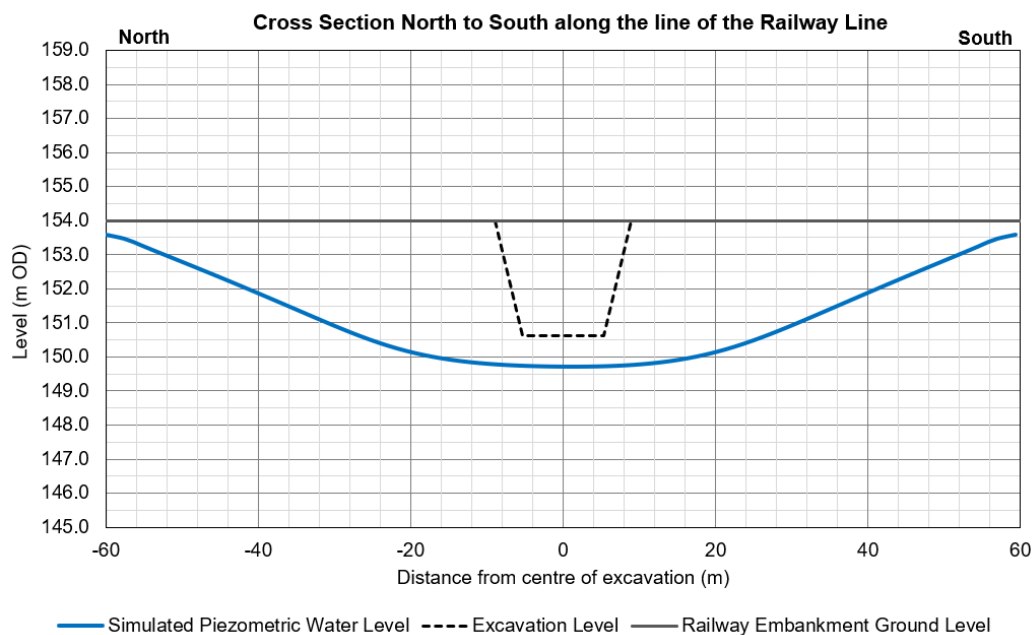 Cross Section North to South along the line of the Railway Line
North
South
159.0
158.0
157.0
156.0
155.0
154.0
153.0
152.0
151.0
150.0
149.0
148.0
147.0
146.0
145.0
Level (m OD)
-60
-40
-20
0
20
40
60
Distance from centre of excavation (m)
Simulated Piezometric Water Level
Excavation Level
Railway Embankment Ground Level